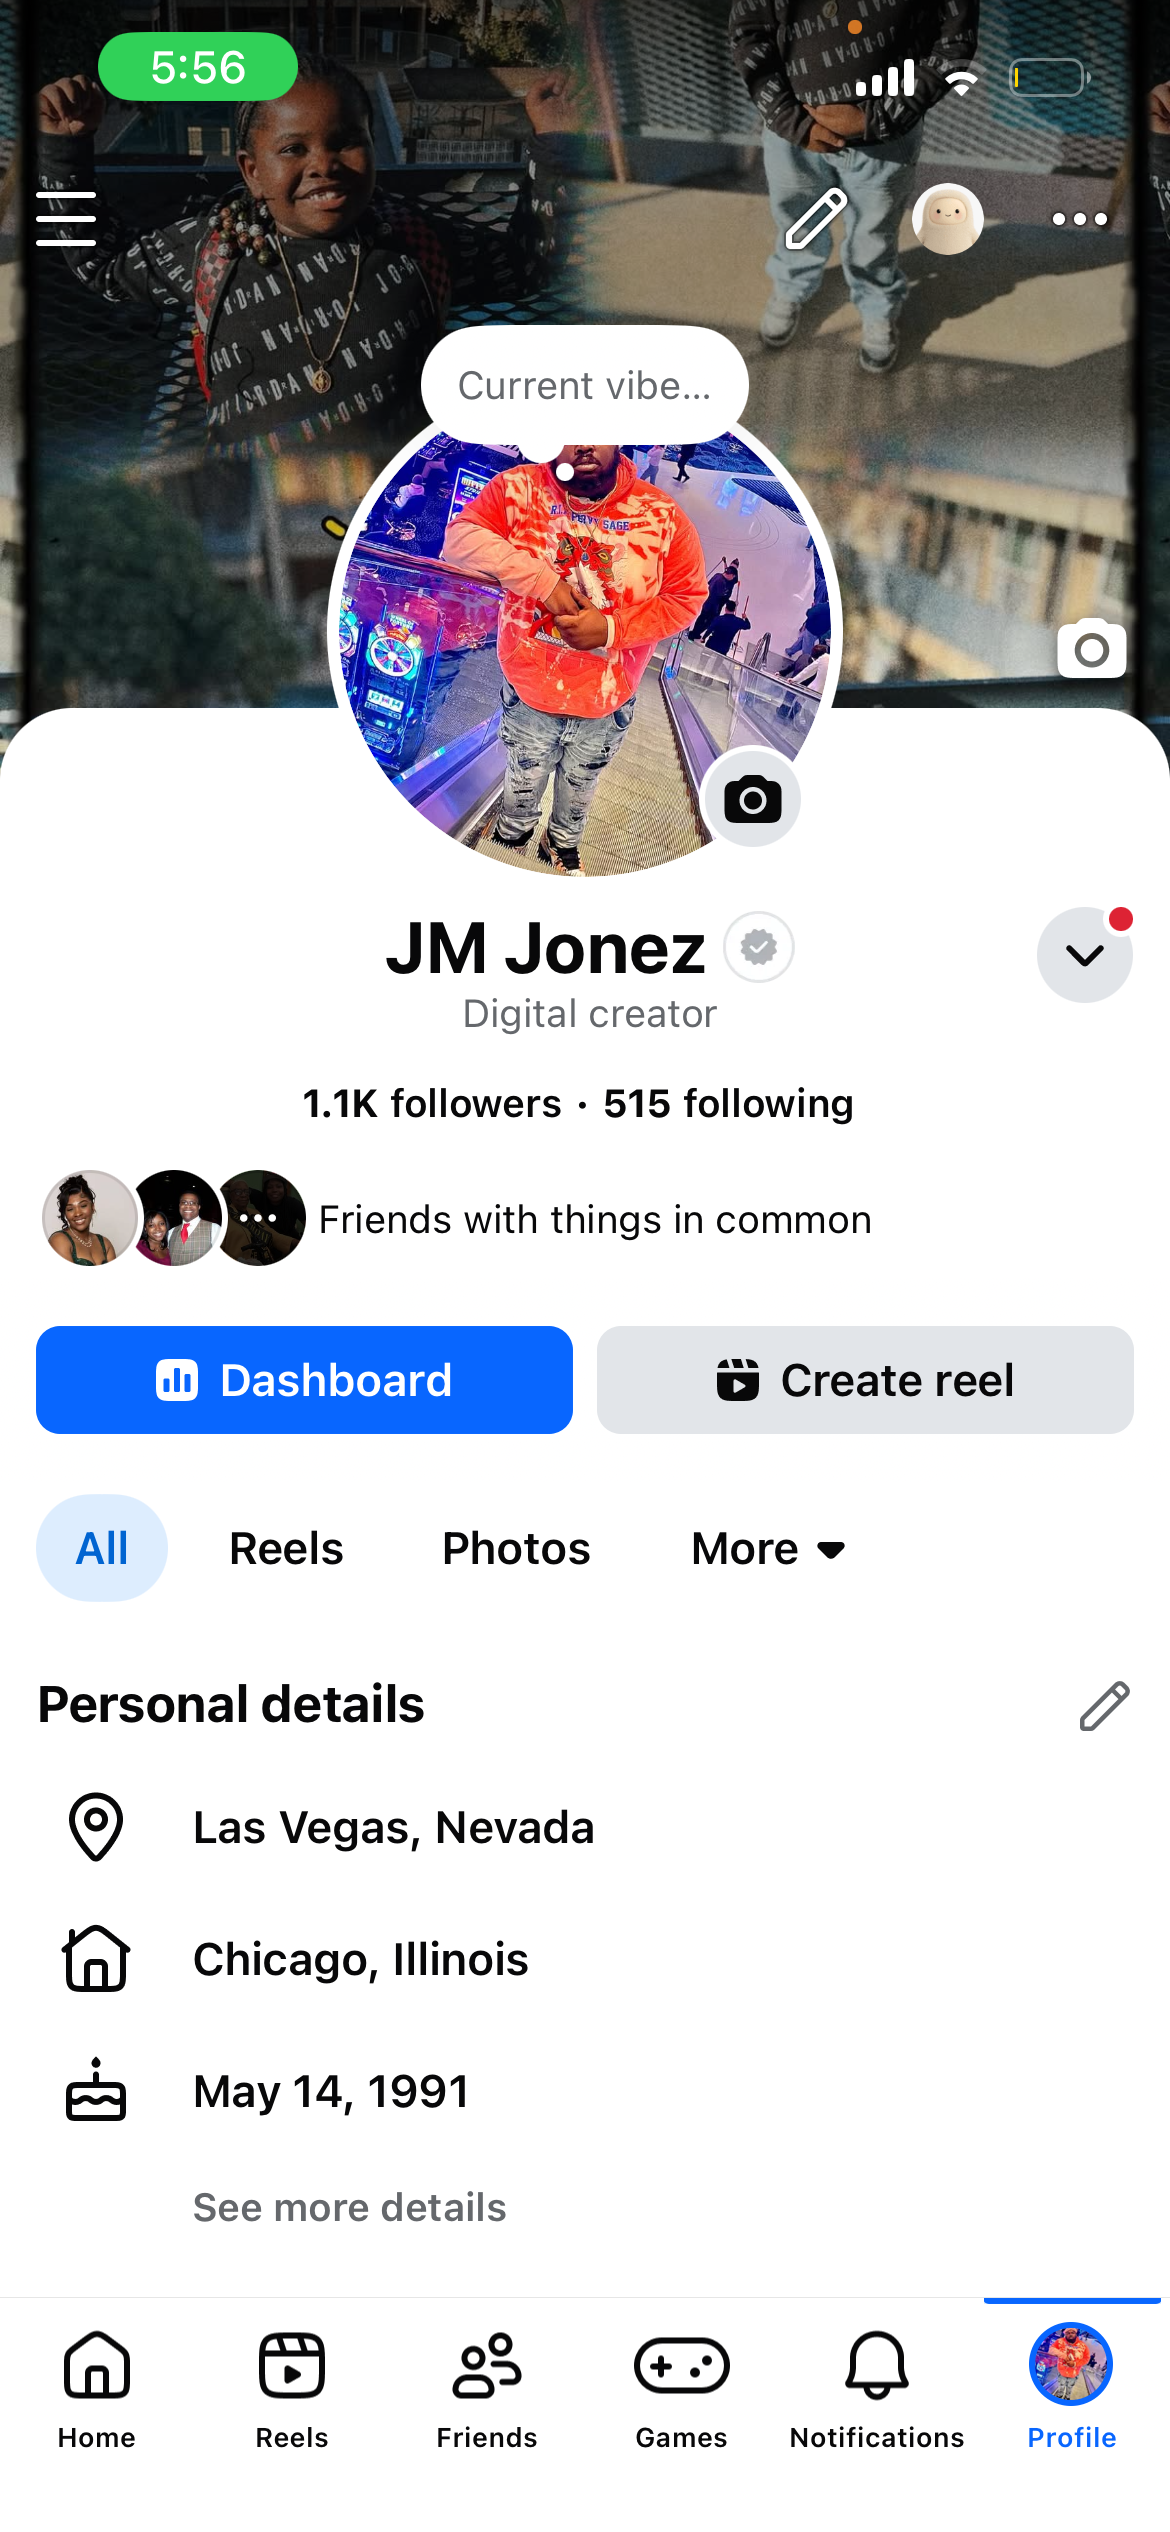 5:56
Current vibe...
R.I.P. PERVY SAGE
JM Jonez
Digital creator
1.1K followers · 515 following
Friends with things in common
Dashboard
Create reel
All
Reels
Photos
More
Personal details
Las Vegas, Nevada
Chicago, Illinois
May 14, 1991
See more details
Home
Reels
Friends
Games
Notifications
Profile